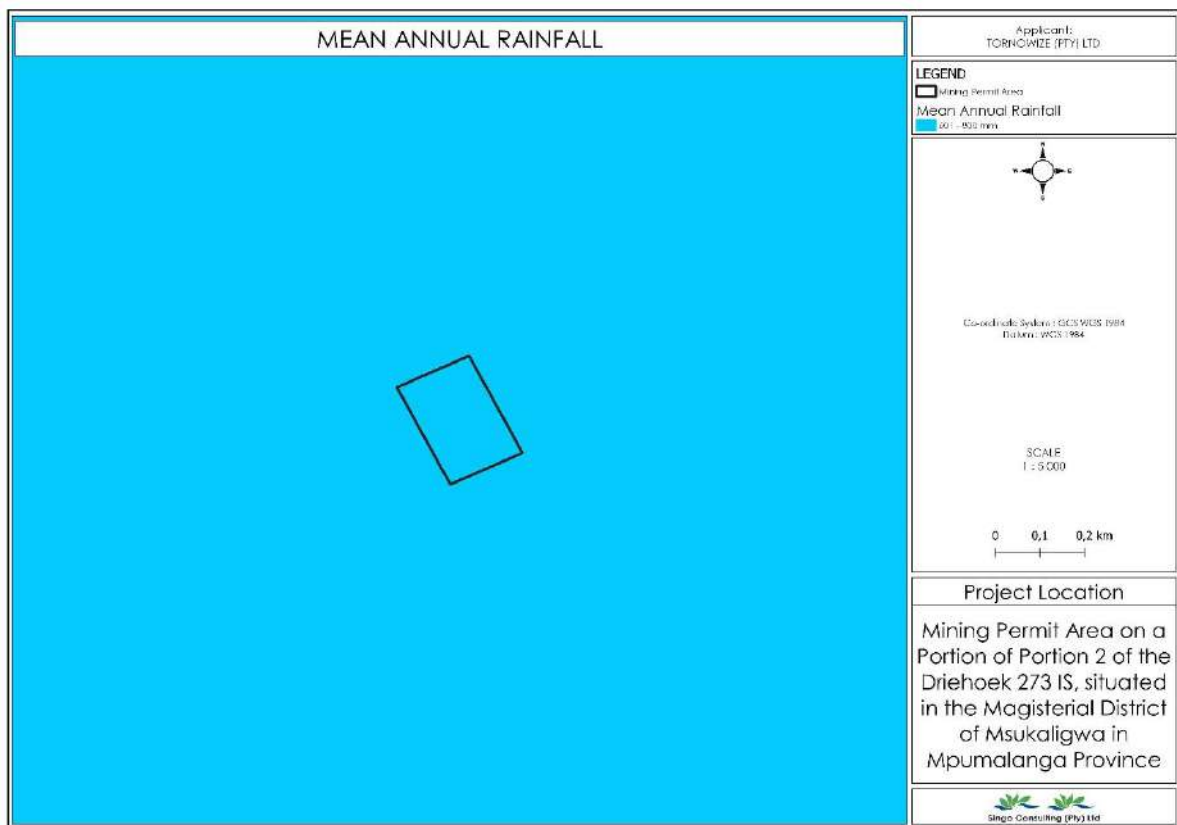 MEAN ANNUAL RAINFALL
Applicant:
TORNOWIZE (PTY) LTD
LEGEND
Mining Permit Area
Mean Annual Rainfall
601 - 800 mm
N
W
E
S
Co-ordinate System : GCS WGS 1984
Datum : WGS 1984
SCALE
1 : 5 000
0 0,1 0,2 km
Project Location
Mining Permit Area on a
Portion of Portion 2 of the
Driehoek 273 IS, situated
in the Magisterial District
of Msukaligwa in
Mpumalanga Province
Singo Consulting (Pty) Ltd